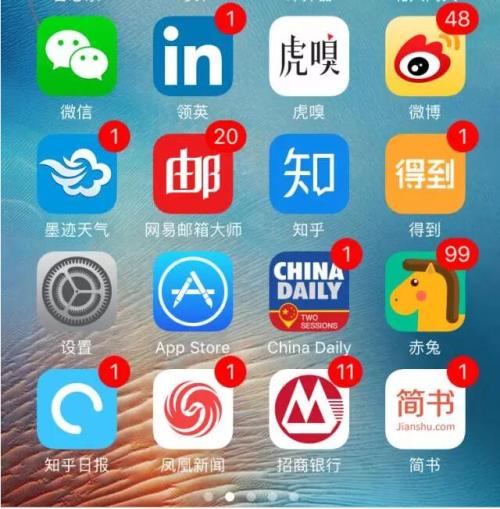 1
48
in
虎嗅
微信
领英
虎嗅
微博
1
20
1
邮
知
得到
墨迹天气
网易邮箱大师
知乎
得到
1
99
CHINA
DAILY
TWO
SESSIONS
设置
App Store
China Daily
赤兔
1
1
11
1
简书
Jianshu.com
知乎日报
凤凰新闻
招商银行
简书